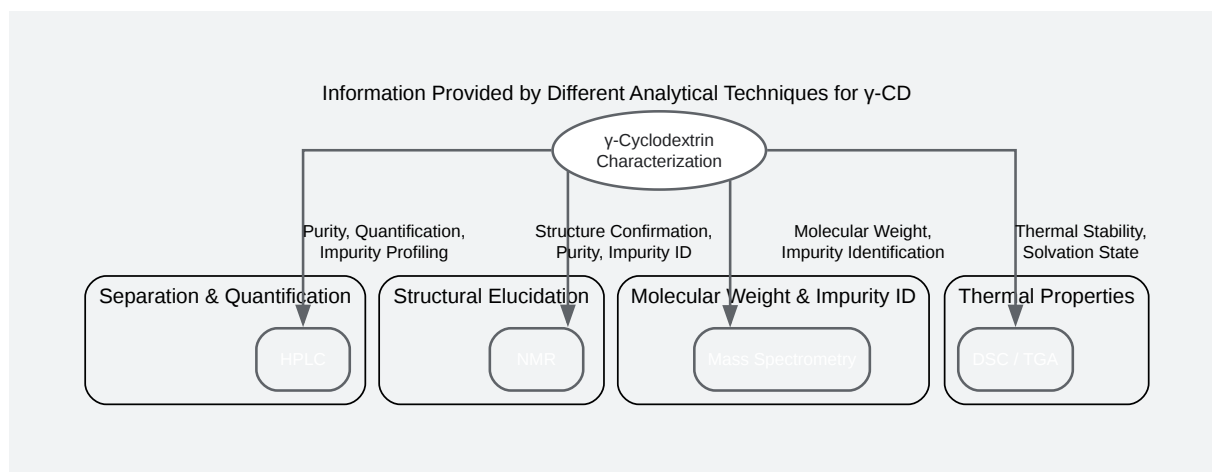 Information Provided by Different Analytical Techniques for γ-CD
γ-Cyclodextrin
Characterization
Purity, Quantification,
Impurity Profiling
Structure Confirmation,
Purity, Impurity ID
Molecular Weight,
Impurity Identification
Thermal Stability,
Solvation State
Separation & Quantification
Structural Elucidation
Molecular Weight & Impurity ID
Thermal Properties
HPLC
NMR
Mass Spectrometry
DSC / TGA